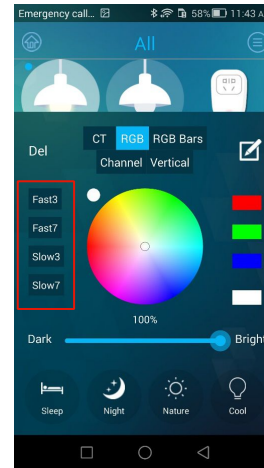 Emergency call... 58% 11:43 A
All
CT RGB RGB Bars
Del
Channel Vertical
Fast3
Fast7
Slow3
Slow7
100%
Dark Bright
Sleep Night Nature Cool